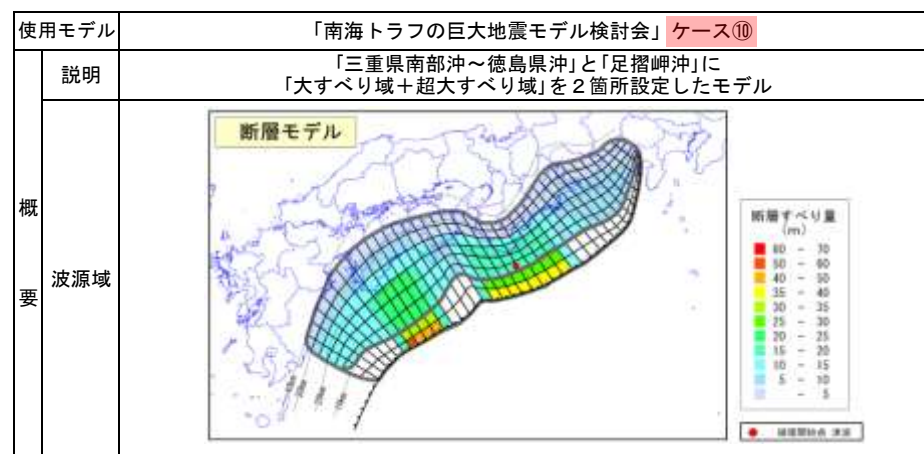 使用モデル
「南海トラフの巨大地震モデル検討会」ケース⑩
概要
説明
「三重県南部沖~徳島県沖」と「足摺岬沖」に
「大すべり域+超大すべり域」を2箇所設定したモデル
波源域
断層モデル
断層すべり量
(m)
60 - 70
50 - 60
40 - 50
35 - 40
30 - 35
25 - 30
20 - 25
15 - 20
10 - 15
5 - 10
- 5
破壊開始点